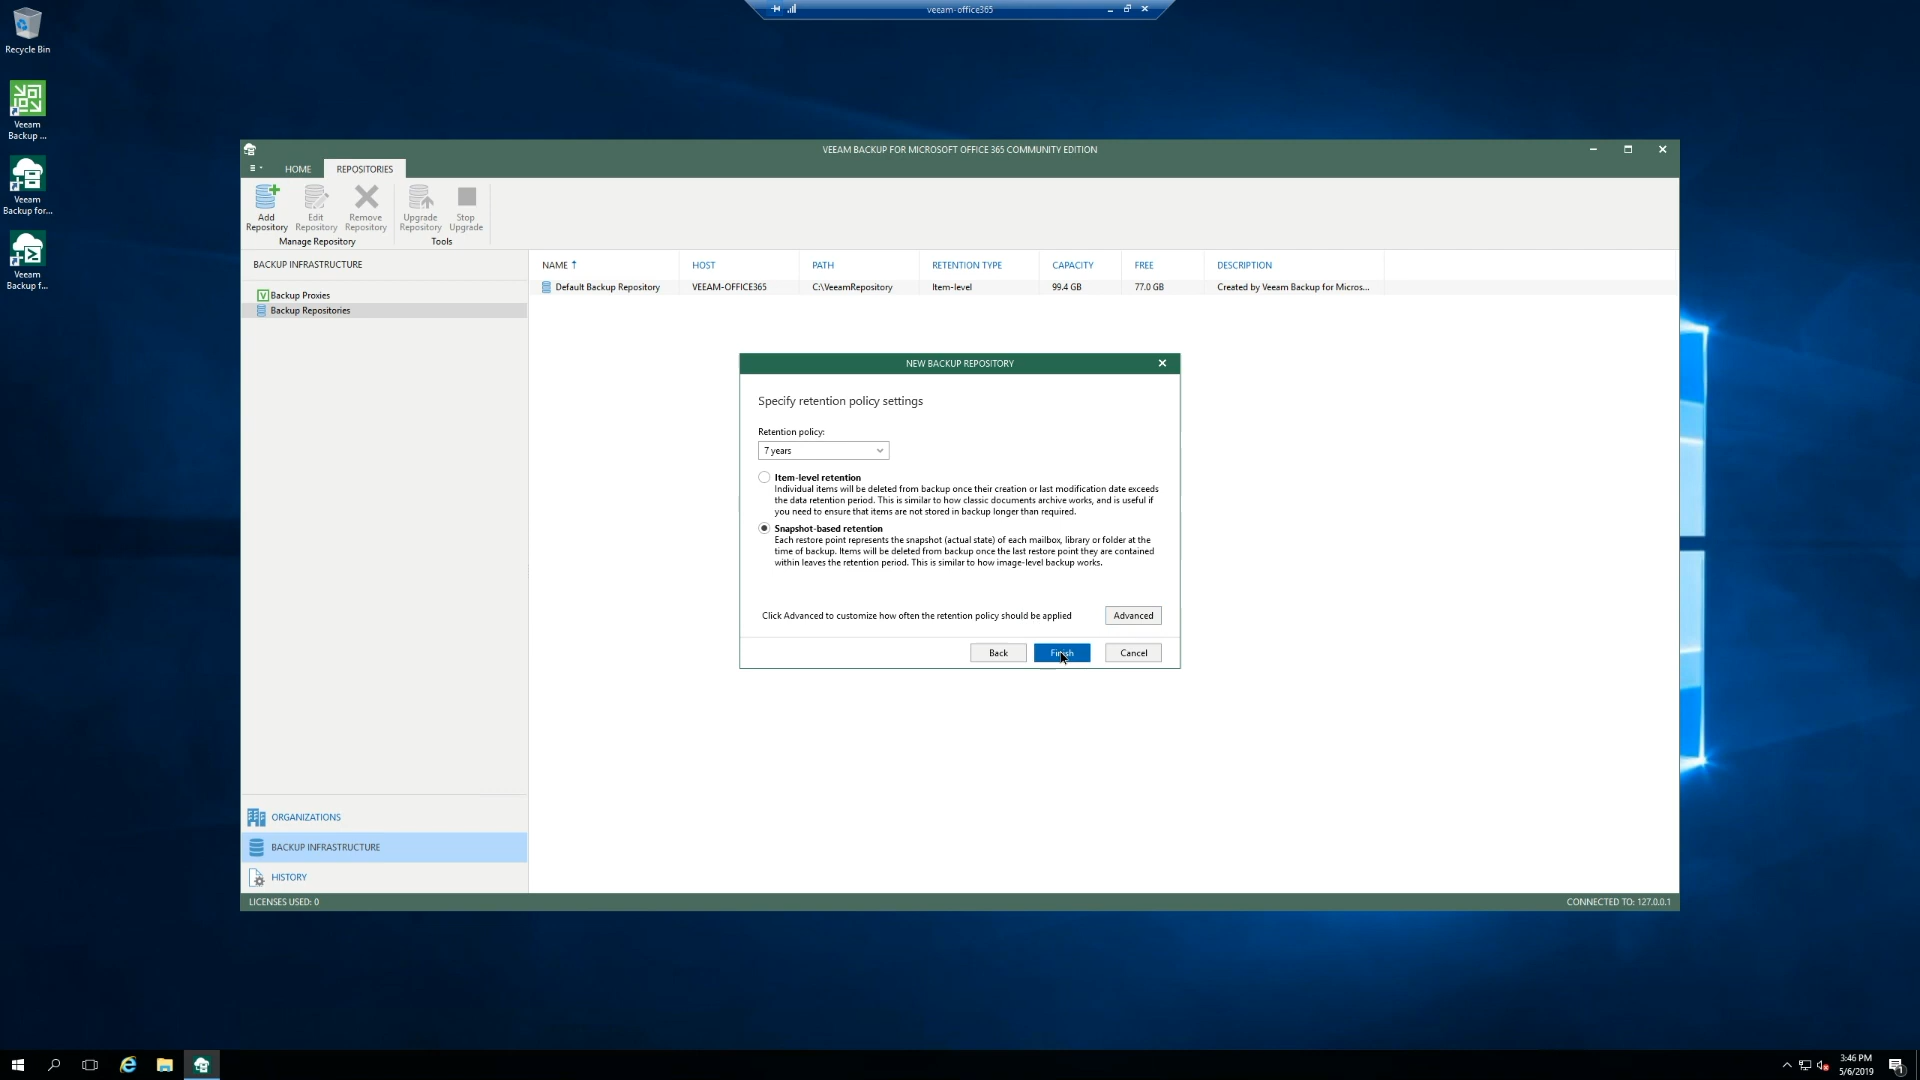 veeam-office365
Recycle Bin
Veeam
Backup ...
Veeam
Backup for...
Veeam
Backup f...
VEEAM BACKUP FOR MICROSOFT OFFICE 365 COMMUNITY EDITION
HOME
REPOSITORIES
Add
Repository
Edit
Repository
Remove
Repository
Upgrade
Repository
Stop
Upgrade
Manage Repository
Tools
BACKUP INFRASTRUCTURE
Backup Proxies
Backup Repositories
NAME HOST PATH RETENTION TYPE CAPACITY FREE DESCRIPTION
Default Backup Repository VEEAM-OFFICE365 C:\VeeamRepository Item-level 99.4 GB 77.0 GB Created by Veeam Backup for Micros...
NEW BACKUP REPOSITORY
Specify retention policy settings
Retention policy:
7 years
Item-level retention
Individual items will be deleted from backup once their creation or last modification date exceeds
the data retention period. This is similar to how classic documents archive works, and is useful if
you need to ensure that items are not stored in backup longer than required.
Snapshot-based retention
Each restore point represents the snapshot (actual state) of each mailbox, library or folder at the
time of backup. Items will be deleted from backup once the last restore point they are contained
within leaves the retention period. This is similar to how image-level backup works.
Click Advanced to customize how often the retention policy should be applied
Advanced
Back
Finish
Cancel
ORGANIZATIONS
BACKUP INFRASTRUCTURE
HISTORY
LICENSES USED: 0
CONNECTED TO: 127.0.0.1
3:46 PM
5/6/2019